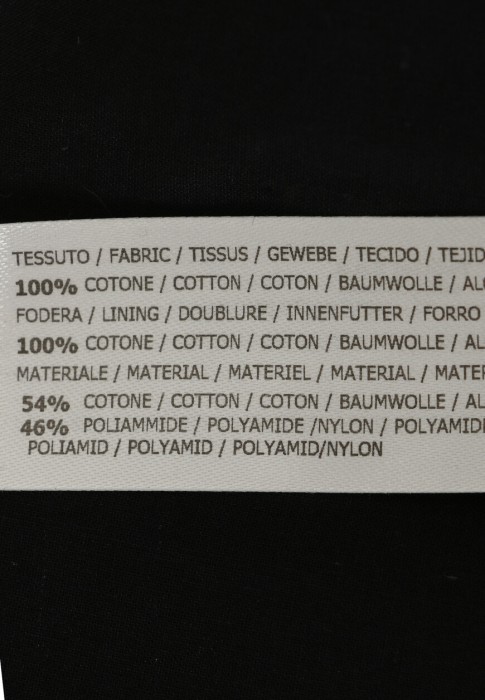 TESSUTO / FABRIC / TISSUS / GEWEBE / TECIDO / TEJID
100% COTONE / COTTON / COTON / BAUMWOLLE / AL
FODERA / LINING / DOUBLURE / INNENFUTTER / FORRO
100% COTONE / COTTON / COTON / BAUMWOLLE / AL
MATERIALE / MATERIAL / MATERIEL / MATERIAL / MATER
54% COTONE / COTTON / COTON / BAUMWOLLE / AL
46% POLIAMMIDE / POLYAMIDE /NYLON / POLYAMID
POLIAMID / POLYAMID / POLYAMID/NYLON